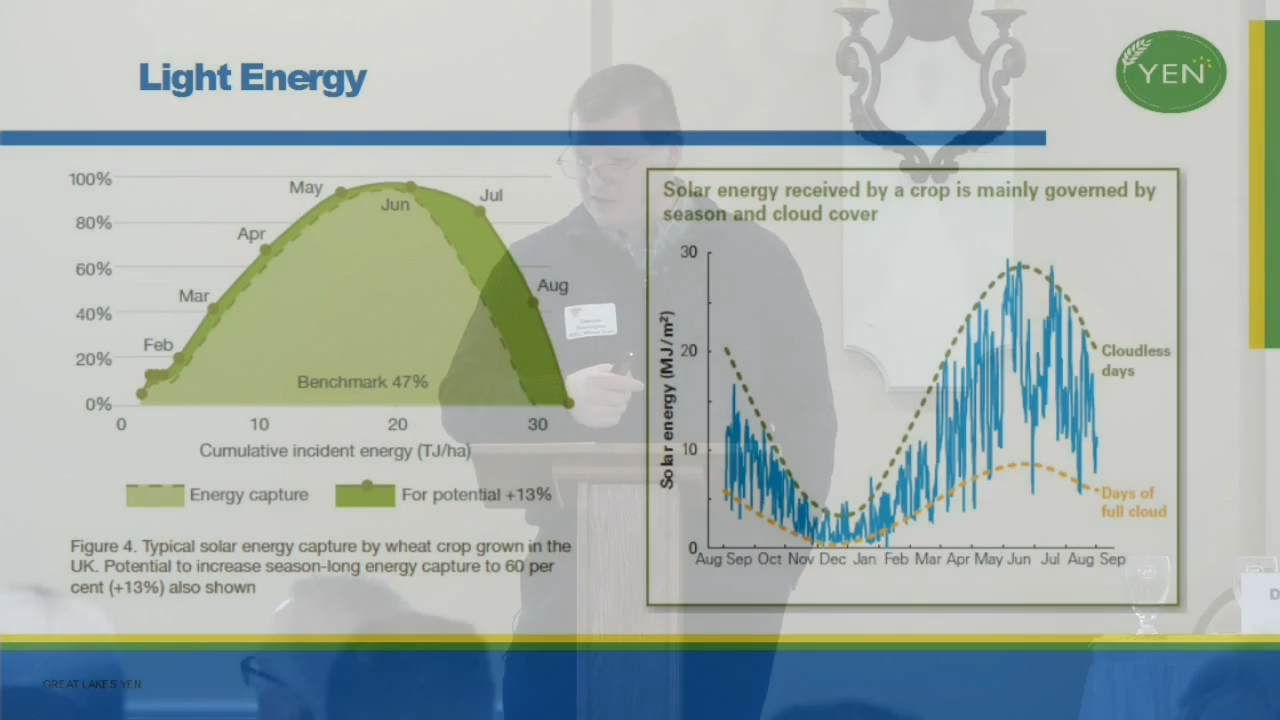 Light Energy
YEN
100%
80%
60%
40%
20%
0%
Feb
Mar
Apr
May
Jun
Jul
Aug
Benchmark 47%
0
10
20
30
Cumulative incident energy (TJ/ha)
Energy capture
For potential +13%
Figure 4. Typical solar energy capture by wheat crop grown in the
UK. Potential to increase season-long energy capture to 60 per
cent (+13%) also shown
Solar energy received by a crop is mainly governed by
season and cloud cover
Solar energy (MJ/m²)
30
20
10
0
Cloudless
days
Days of
full cloud
Aug Sep Oct Nov Dec Jan Feb Mar Apr May Jun Jul Aug Sep
D
GREAT LAKES YEN